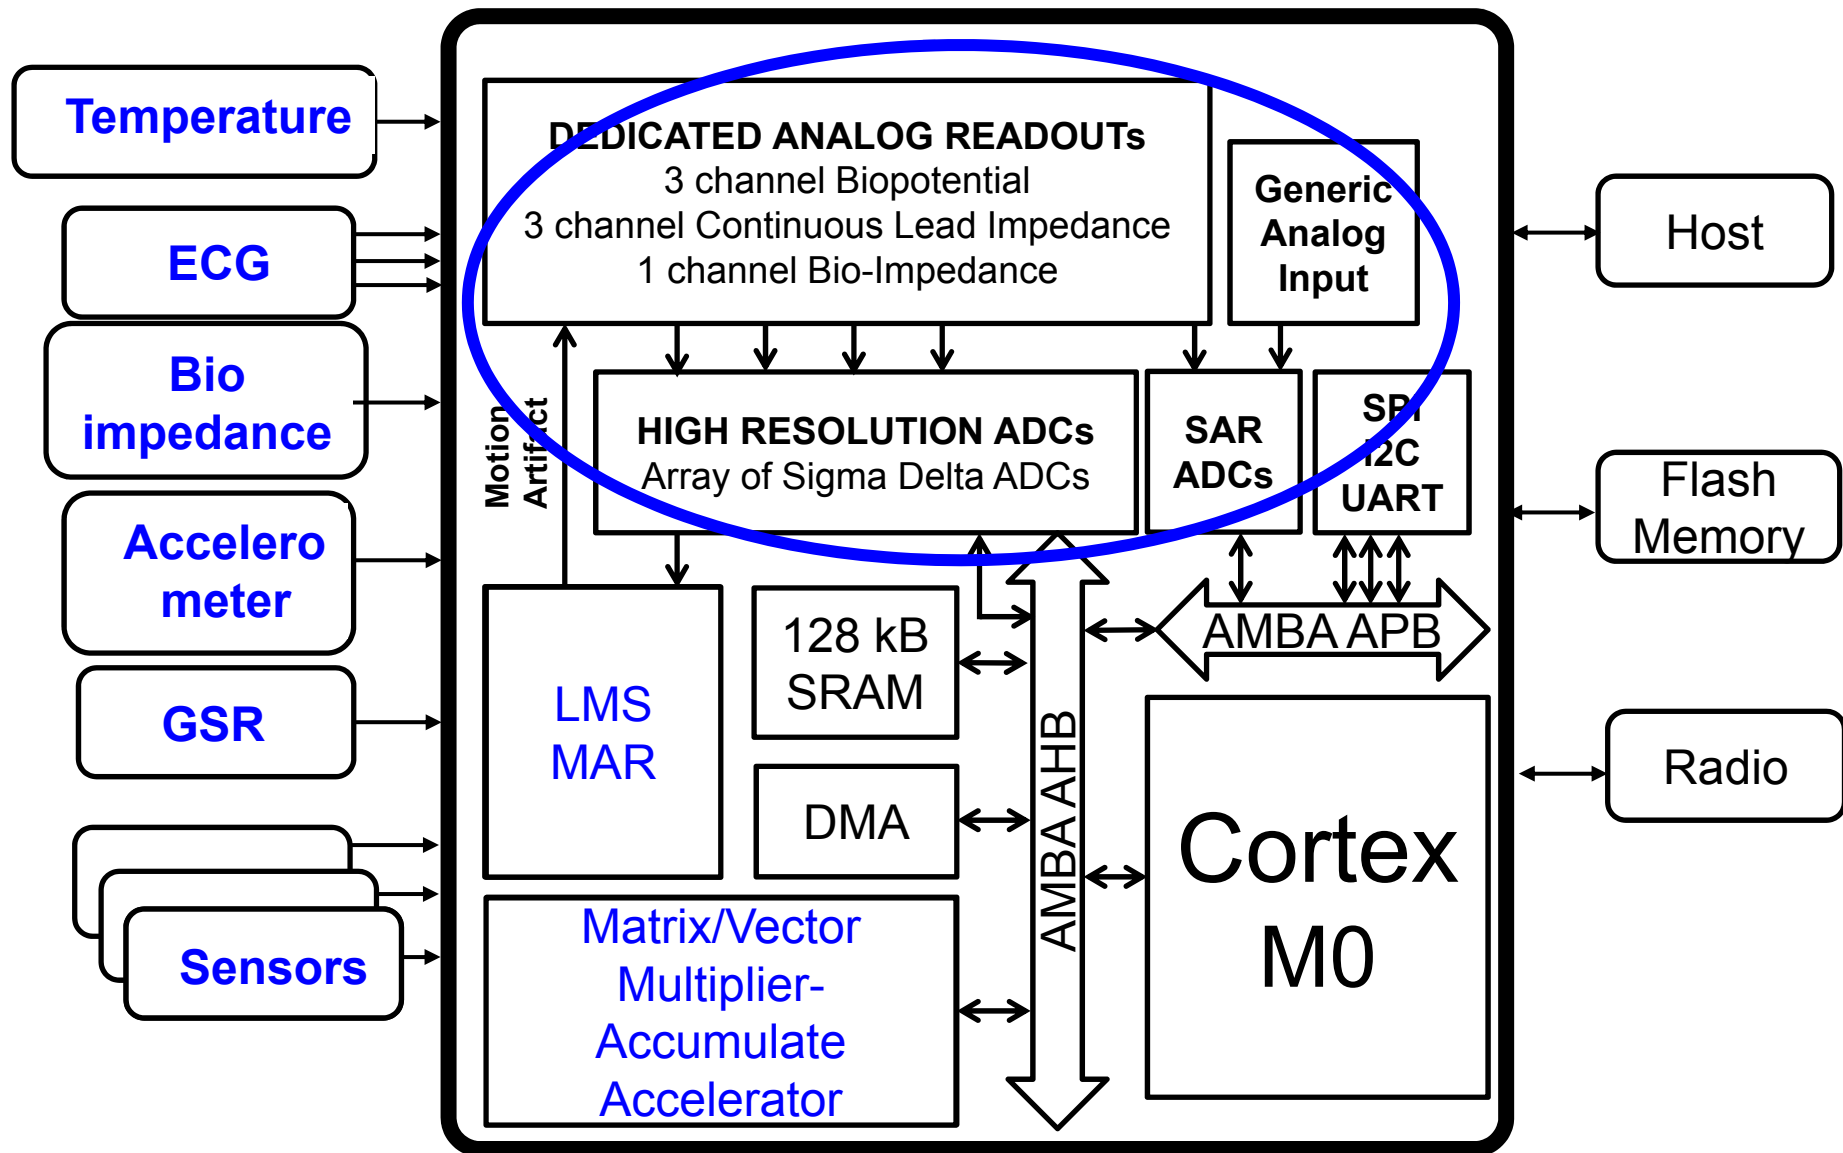 Temperature
ECG
Bio
impedance
Accelero
meter
GSR
Sensors
DEDICATED ANALOG READOUTs
3 channel Biopotential
3 channel Continuous Lead Impedance
1 channel Bio-Impedance
Generic
Analog
Input
Motion
Artifact
HIGH RESOLUTION ADCs
Array of Sigma Delta ADCs
SAR
ADCs
SPI
I2C
UART
LMS
MAR
128 kB
SRAM
DMA
AMBA AHB
AMBA APB
Matrix/Vector
Multiplier-
Accumulate
Accelerator
Cortex
M0
Host
Flash
Memory
Radio